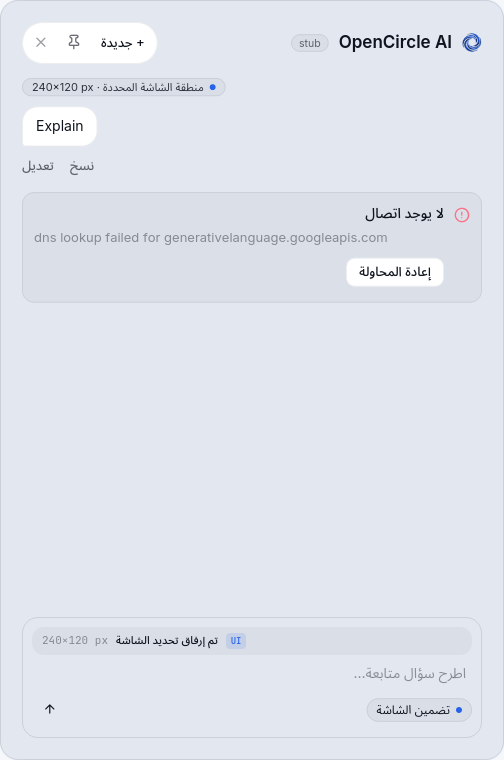 OpenCircle AI stub
+ جديدة
منطقة الشاشة المحددة · 240×120 px
Explain
نسخ تعديل
لا يوجد اتصال
dns lookup failed for generativelanguage.googleapis.com
إعادة المحاولة
UI تم إرفاق تحديد الشاشة 240×120 px
اطرح سؤال متابعة...
تضمين الشاشة